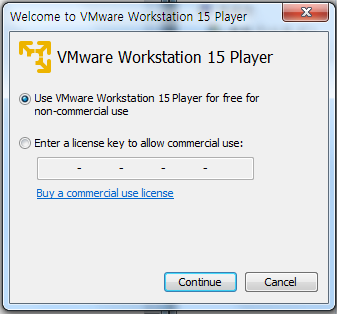 Welcome to VMware Workstation 15 Player
VMware Workstation 15 Player
Use VMware Workstation 15 Player for free for
non-commercial use
Enter a license key to allow commercial use:
- - - -
Buy a commercial use license
Continue
Cancel